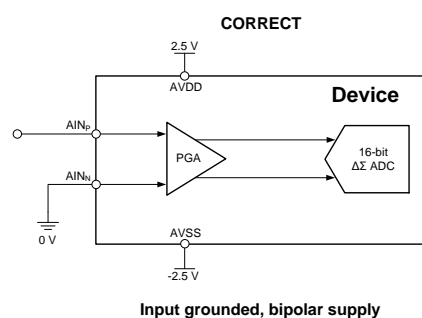 CORRECT
2.5 V
AVDD
Device
AINP
PGA
16-bit
ΔΣ ADC
AINN
0 V
AVSS
-2.5 V
Input grounded, bipolar supply